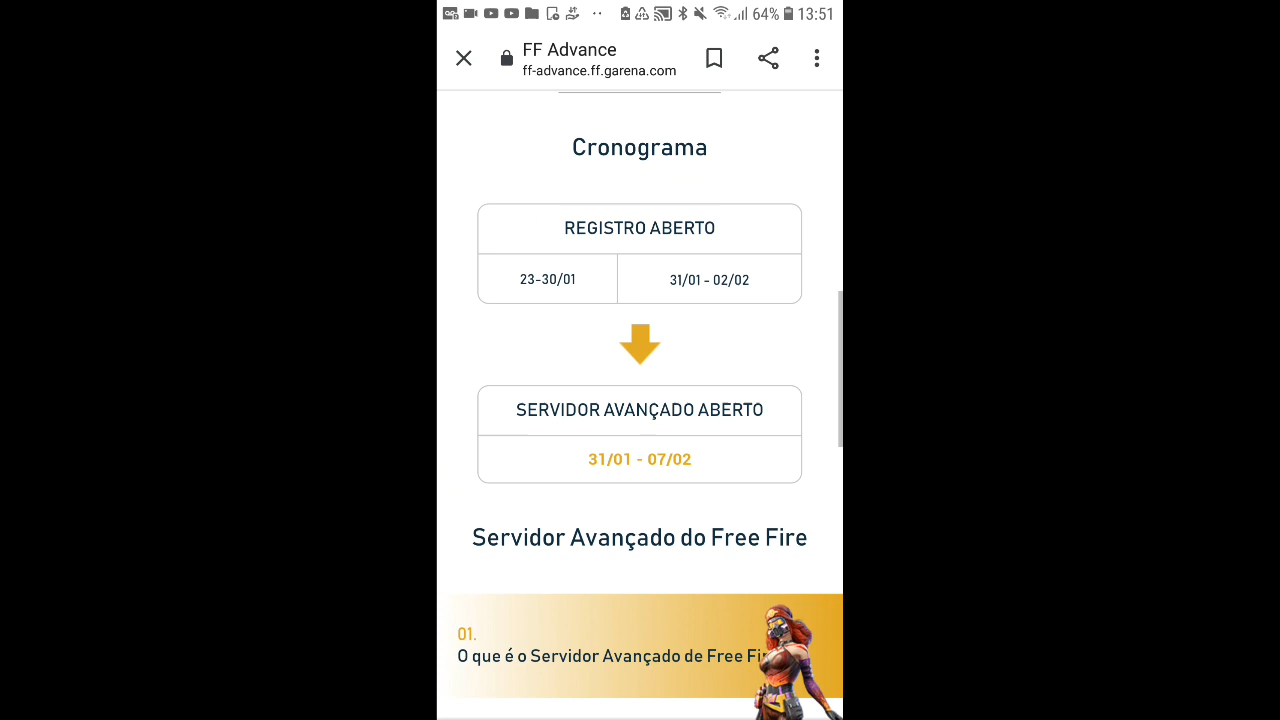 64% 13:51
FF Advance
ff-advance.ff.garena.com
Cronograma
REGISTRO ABERTO
23-30/01
31/01 - 02/02
SERVIDOR AVANÇADO ABERTO
31/01 - 07/02
Servidor Avançado do Free Fire
01.
O que é o Servidor Avançado de Free